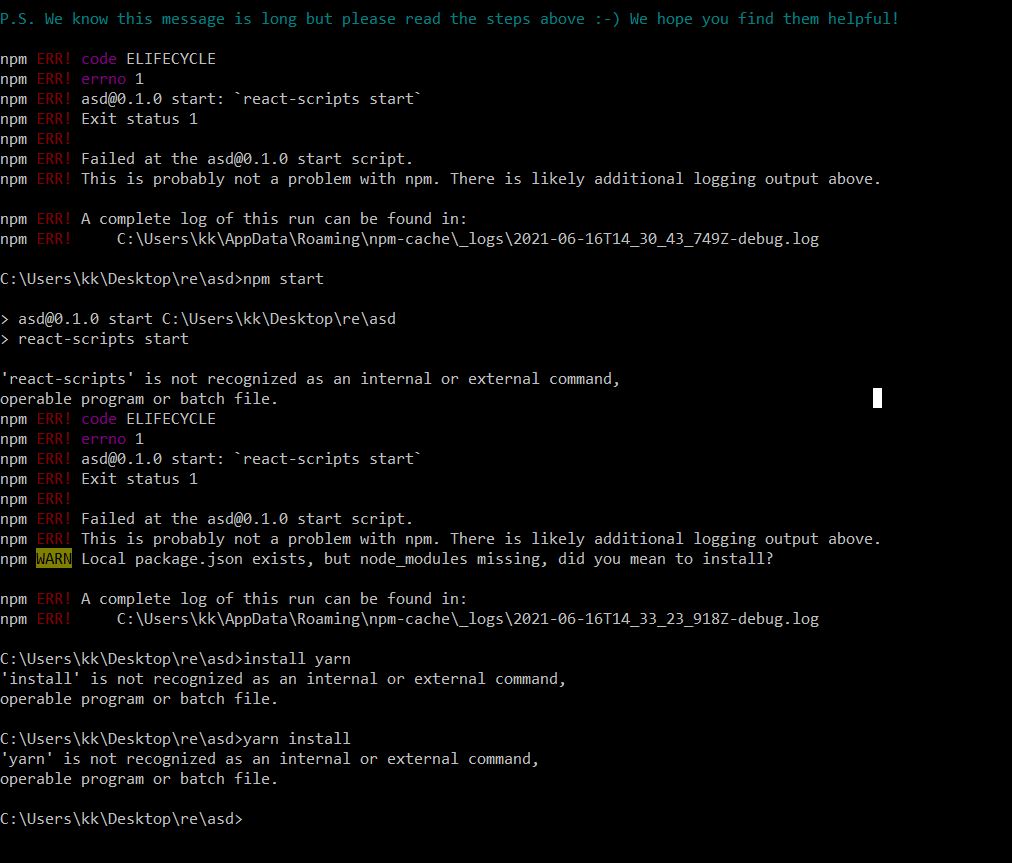 P.S. We know this message is long but please read the steps above :-) We hope you find them helpful!
npm ERR! code ELIFECYCLE
npm ERR! errno 1
npm ERR! asd@0.1.0 start: `react-scripts start`
npm ERR! Exit status 1
npm ERR!
npm ERR! Failed at the asd@0.1.0 start script.
npm ERR! This is probably not a problem with npm. There is likely additional logging output above.
npm ERR! A complete log of this run can be found in:
npm ERR!     C:\Users\kk\AppData\Roaming\npm-cache\_logs\2021-06-16T14_30_43_749Z-debug.log
C:\Users\kk\Desktop\re\asd>npm start
> asd@0.1.0 start C:\Users\kk\Desktop\re\asd
> react-scripts start
'react-scripts' is not recognized as an internal or external command,
operable program or batch file.
npm ERR! code ELIFECYCLE
npm ERR! errno 1
npm ERR! asd@0.1.0 start: `react-scripts start`
npm ERR! Exit status 1
npm ERR!
npm ERR! Failed at the asd@0.1.0 start script.
npm ERR! This is probably not a problem with npm. There is likely additional logging output above.
npm WARN Local package.json exists, but node_modules missing, did you mean to install?
npm ERR! A complete log of this run can be found in:
npm ERR!     C:\Users\kk\AppData\Roaming\npm-cache\_logs\2021-06-16T14_33_23_918Z-debug.log
C:\Users\kk\Desktop\re\asd>install yarn
'install' is not recognized as an internal or external command,
operable program or batch file.
C:\Users\kk\Desktop\re\asd>yarn install
'yarn' is not recognized as an internal or external command,
operable program or batch file.
C:\Users\kk\Desktop\re\asd>